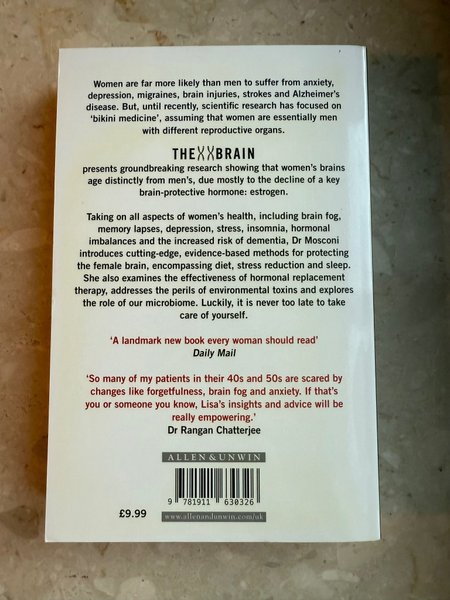 Women are far more likely than men to suffer from anxiety,
depression, migraines, brain injuries, strokes and Alzheimer's
disease. But, until recently, scientific research has focused on
'bikini medicine', assuming that women are essentially men
with different reproductive organs.
THEXXBRAIN
presents groundbreaking research showing that women's brains
age distinctly from men's, due mostly to the decline of a key
brain-protective hormone: estrogen.
Taking on all aspects of women's health, including brain fog,
memory lapses, depression, stress, insomnia, hormonal
imbalances and the increased risk of dementia, Dr Mosconi
introduces cutting-edge, evidence-based methods for protecting
the female brain, encompassing diet, stress reduction and sleep.
She also examines the effectiveness of hormonal replacement
therapy, addresses the perils of environmental toxins and explores
the role of our microbiome. Luckily, it is never too late to take
care of yourself.
'A landmark new book every woman should read'
Daily Mail
'So many of my patients in their 40s and 50s are scared by
changes like forgetfulness, brain fog and anxiety. If that's
you or someone you know, Lisa's insights and advice will be
really empowering.'
Dr Rangan Chatterjee
ALLEN & UNWIN
9 781911 630326
£9.99
www.allenandunwin.com/uk